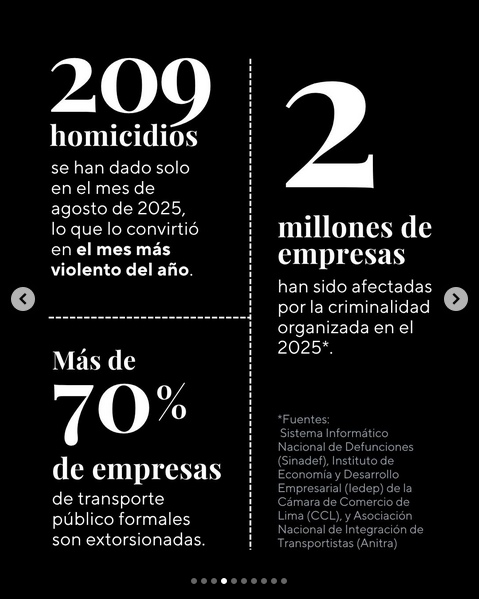 209
homicidios
se han dado solo
en el mes de
agosto de 2025,
lo que lo convirtió
en el mes más
violento del año.
Más de
70%
de empresas
de transporte
público formales
son extorsionadas.
2
millones de
empresas
han sido afectadas
por la criminalidad
organizada en el
2025*.
*Fuentes:
Sistema Informático
Nacional de Defunciones
(Sinadef), Instituto de
Economía y Desarrollo
Empresarial (Iedep) de la
Cámara de Comercio de
Lima (CCL), y Asociación
Nacional de Integración de
Transportistas (Anitra)